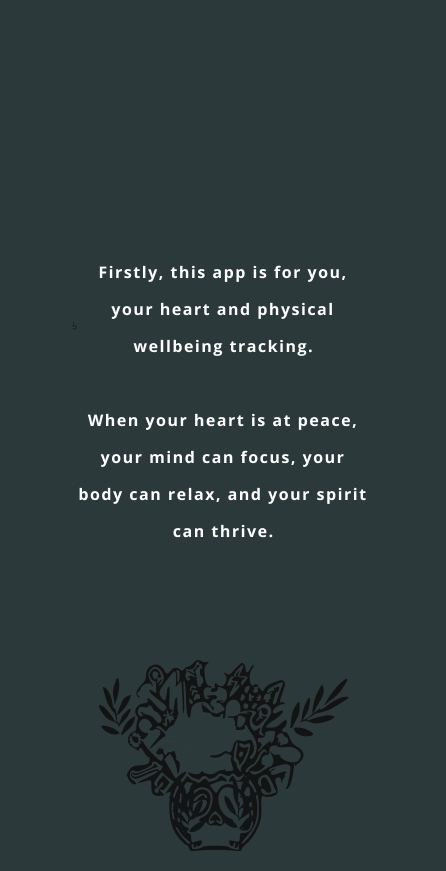 Firstly, this app is for you,
your heart and physical
wellbeing tracking.
When your heart is at peace,
your mind can focus, your
body can relax, and your spirit
can thrive.